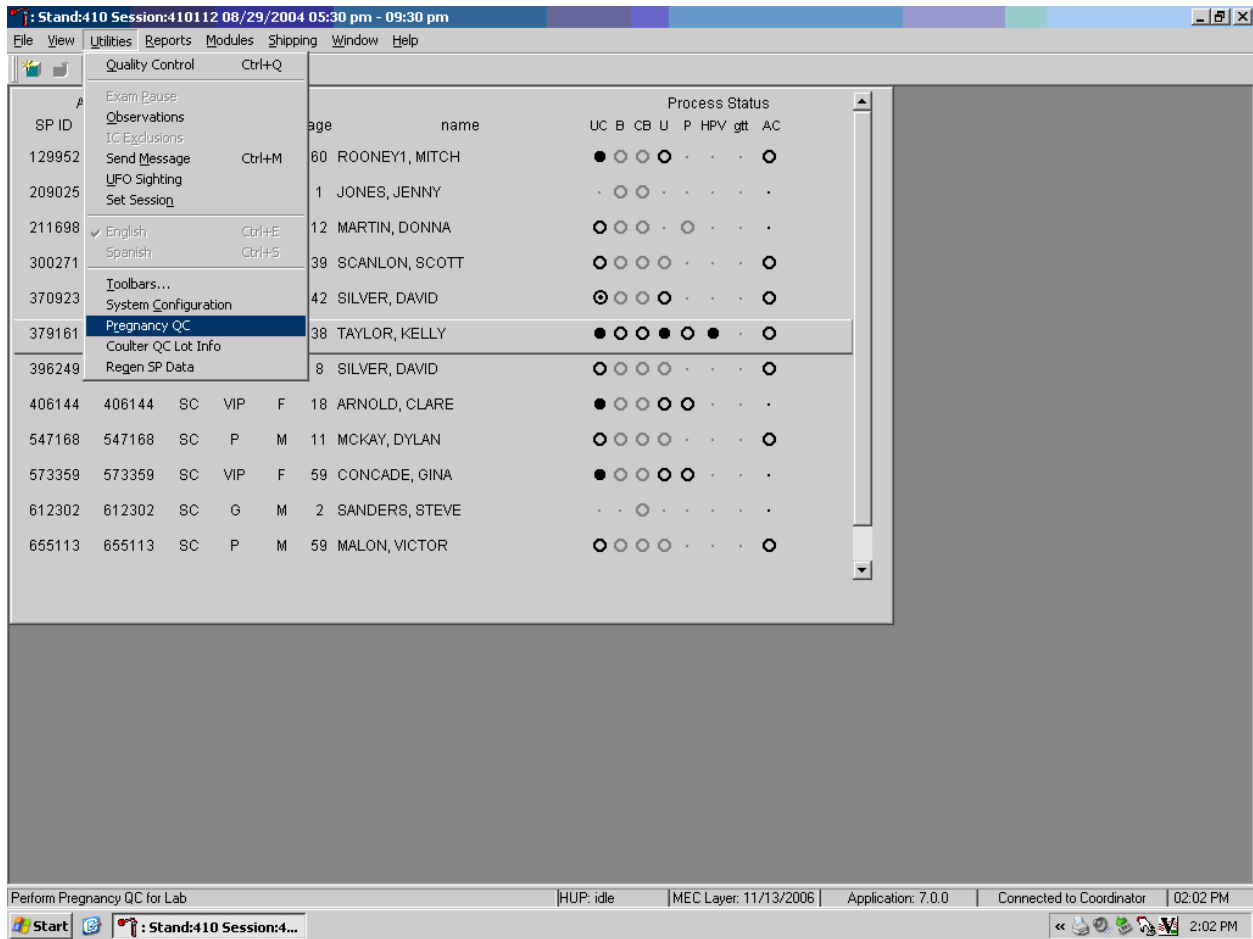 : Stand:410 Session:410112 08/29/2004 05:30 pm - 09:30 pm
File View Utilities Reports Modules Shipping Window Help
Quality Control Ctrl+Q
Exam Pause
Observations
IC Exclusions
Send Message Ctrl+M
UFO Sighting
Set Session
English Ctrl+E
Spanish Ctrl+S
Toolbars...
System Configuration
Pregnancy QC
Coulter QC Lot Info
Regen SP Data
Process Status
SP ID age name UC B CB U P HPV gtt AC
129952 60 ROONEY1, MITCH
209025 1 JONES, JENNY
211698 12 MARTIN, DONNA
300271 39 SCANLON, SCOTT
370923 42 SILVER, DAVID
379161 38 TAYLOR, KELLY
396249 8 SILVER, DAVID
406144 406144 SC VIP F 18 ARNOLD, CLARE
547168 547168 SC P M 11 MCKAY, DYLAN
573359 573359 SC VIP F 59 CONCADE, GINA
612302 612302 SC G M 2 SANDERS, STEVE
655113 655113 SC P M 59 MALON, VICTOR
Perform Pregnancy QC for Lab HUP: idle MEC Layer: 11/13/2006 Application: 7.0.0 Connected to Coordinator 02:02 PM
Start : Stand:410 Session:4... « 2:02 PM